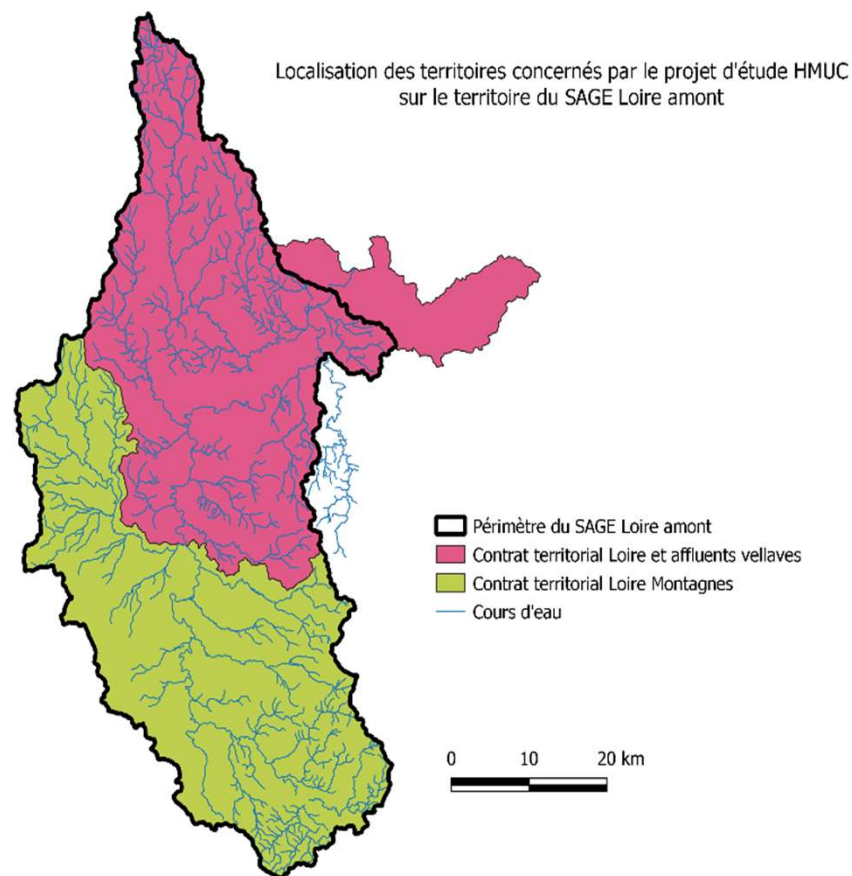 Localisation des territoires concernés par le projet d'étude HMUC
sur le territoire du SAGE Loire amont
Périmètre du SAGE Loire amont
Contrat territorial Loire et affluents vellaves
Contrat territorial Loire Montagnes
Cours d'eau
0 10 20 km